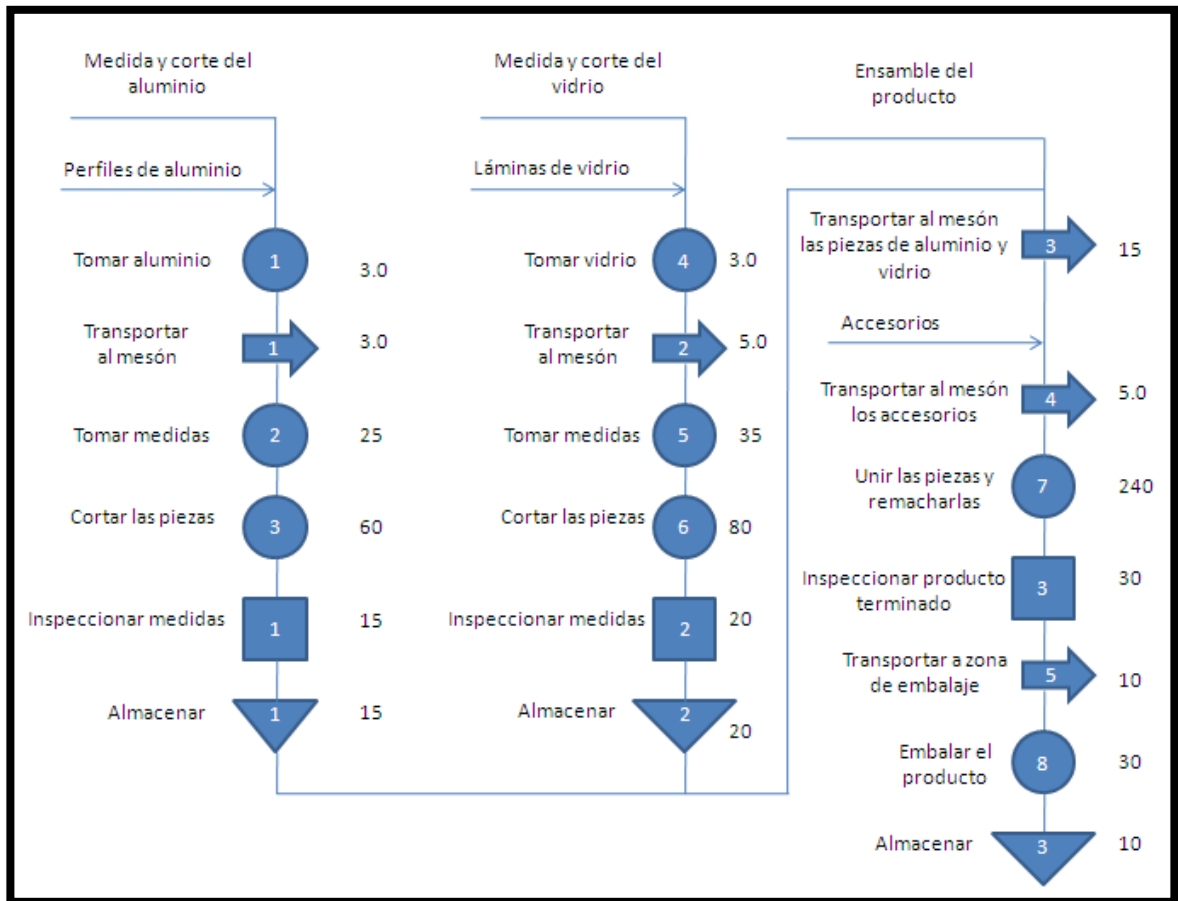 Medida y corte del
aluminio
Perfiles de aluminio
Tomar aluminio
1
3.0
Transportar
al mesón
1
3.0
Tomar medidas
2
25
Cortar las piezas
3
60
Inspeccionar medidas
1
15
Almacenar
1
15
Medida y corte del
vidrio
Láminas de vidrio
Tomar vidrio
4
3.0
Transportar
al mesón
2
5.0
Tomar medidas
5
35
Cortar las piezas
6
80
Inspeccionar medidas
2
20
Almacenar
2
20
Ensamble del
producto
Transportar al mesón
las piezas de aluminio y
vidrio
3
15
Accesorios
Transportar al mesón
los accesorios
4
5.0
Unir las piezas y
remacharlas
7
240
Inspeccionar producto
terminado
3
30
Transportar a zona
de embalaje
5
10
Embalar el
producto
8
30
Almacenar
3
10